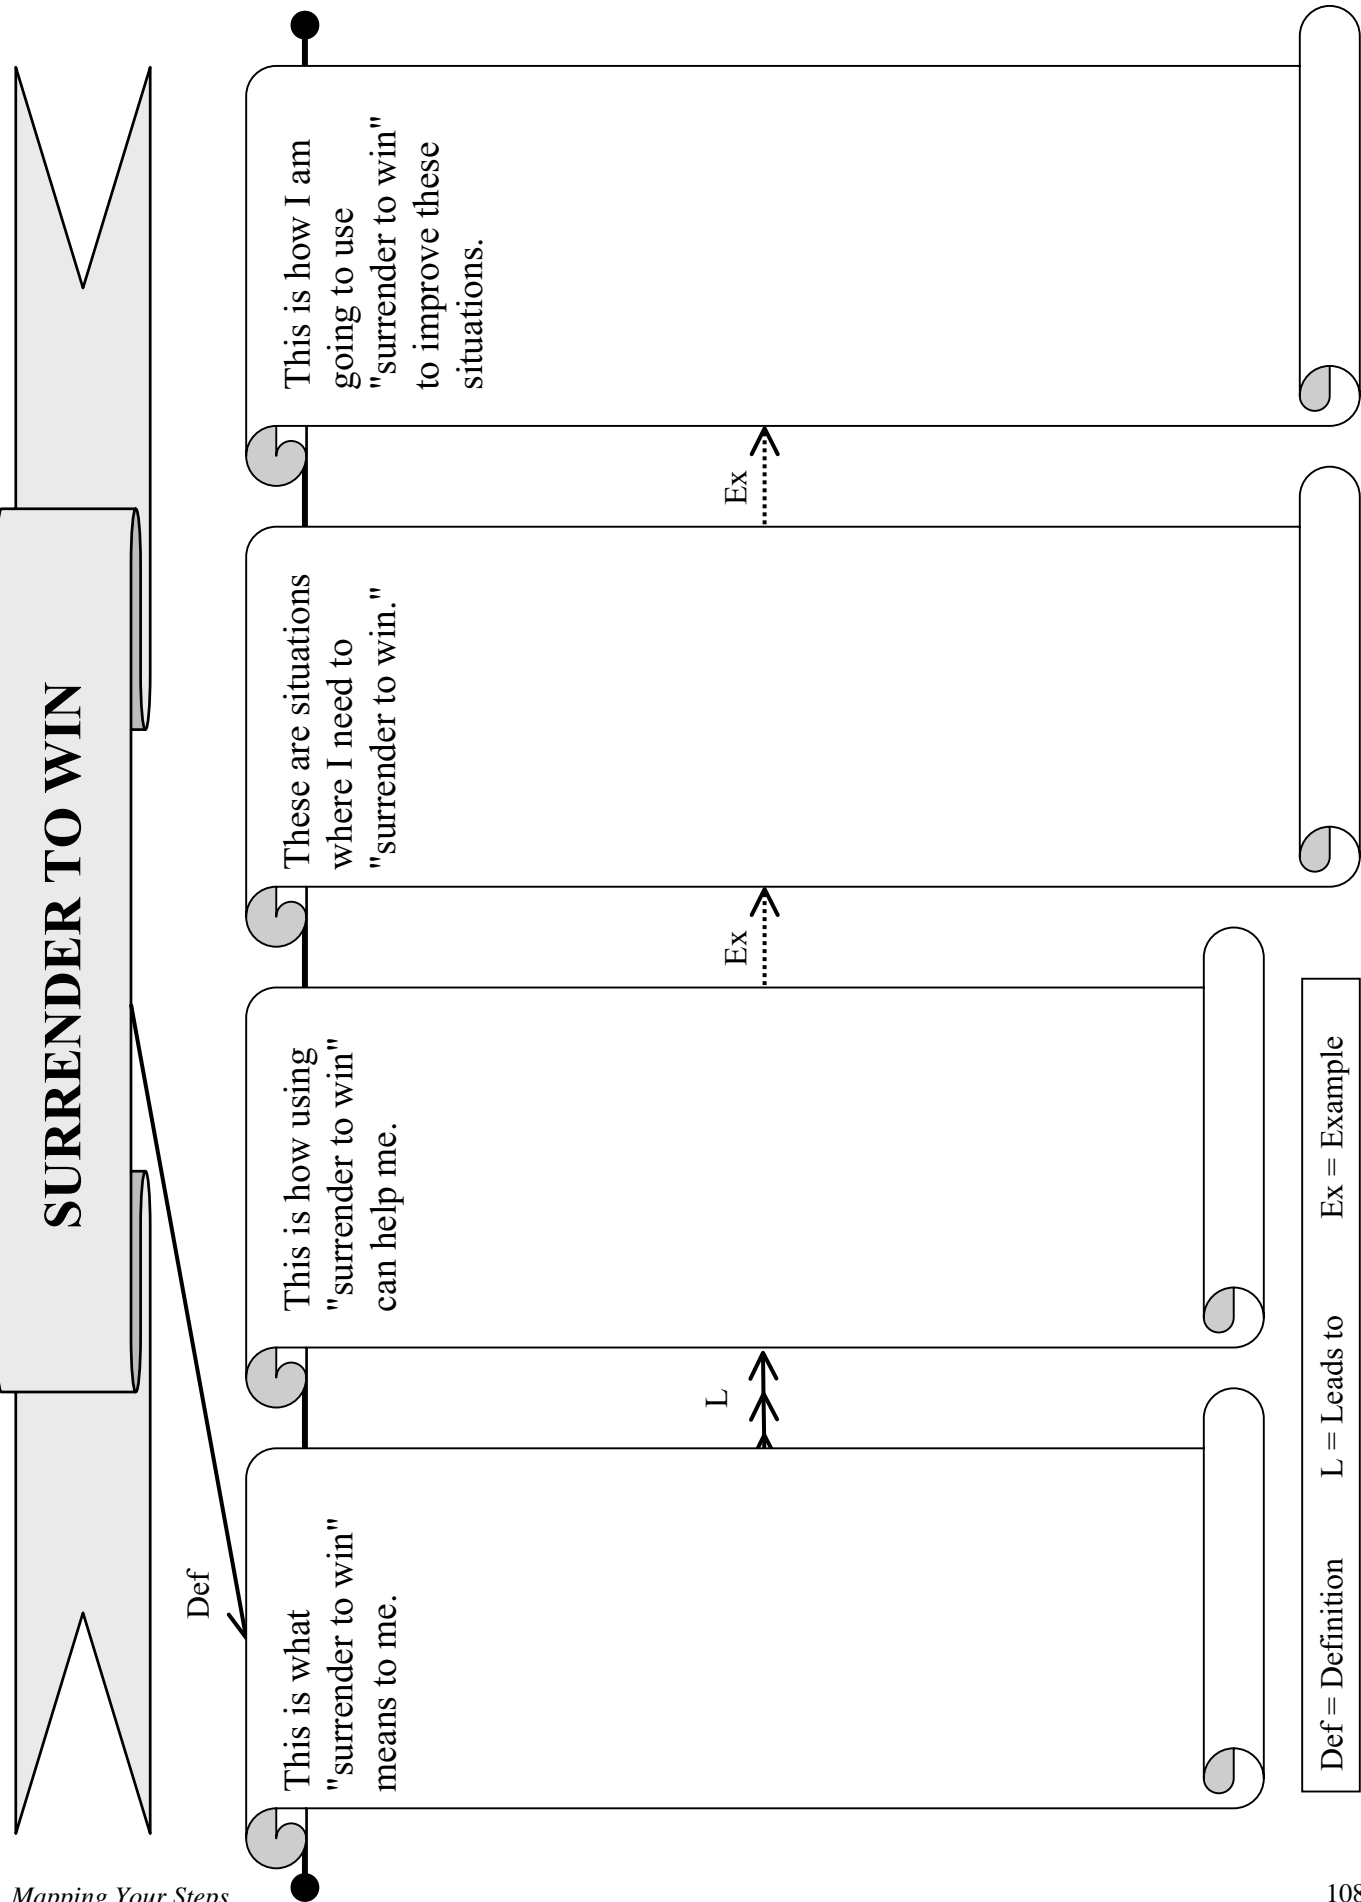 SURRENDER TO WIN
Def
This is what
"surrender to win"
means to me.
L
This is how using
"surrender to win"
can help me.
Ex
These are situations
where I need to
"surrender to win."
Ex
This is how I am
going to use
"surrender to win"
to improve these
situations.
Def = Definition L = Leads to Ex = Example
Mapping Your Steps
108